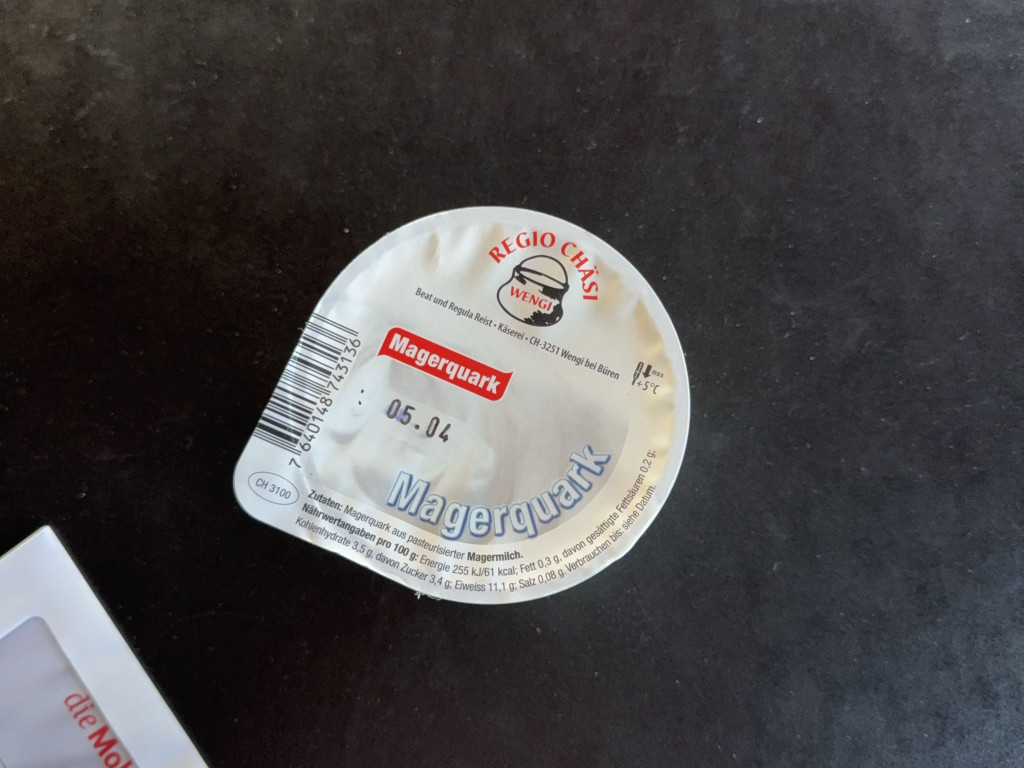 REGIO CHÄSI
WENGI
Beat und Regula Reist • Käserei • CH-3251 Wengi bei Büren
max
+5°C
Magerquark
05.04
7 640148 743136
Magerquark
CH 3100
Zutaten: Magerquark aus pasteurisierter Magermilch.
Nährwertangaben pro 100 g: Energie 255 kJ/61 kcal; Fett 0,3 g, davon gesättigte Fettsäuren 0,2 g;
Kohlenhydrate 3,5 g, davon Zucker 3,4 g; Eiweiss 11,1 g; Salz 0,08 g. Verbrauchen bis: siehe Datum.
die Mob